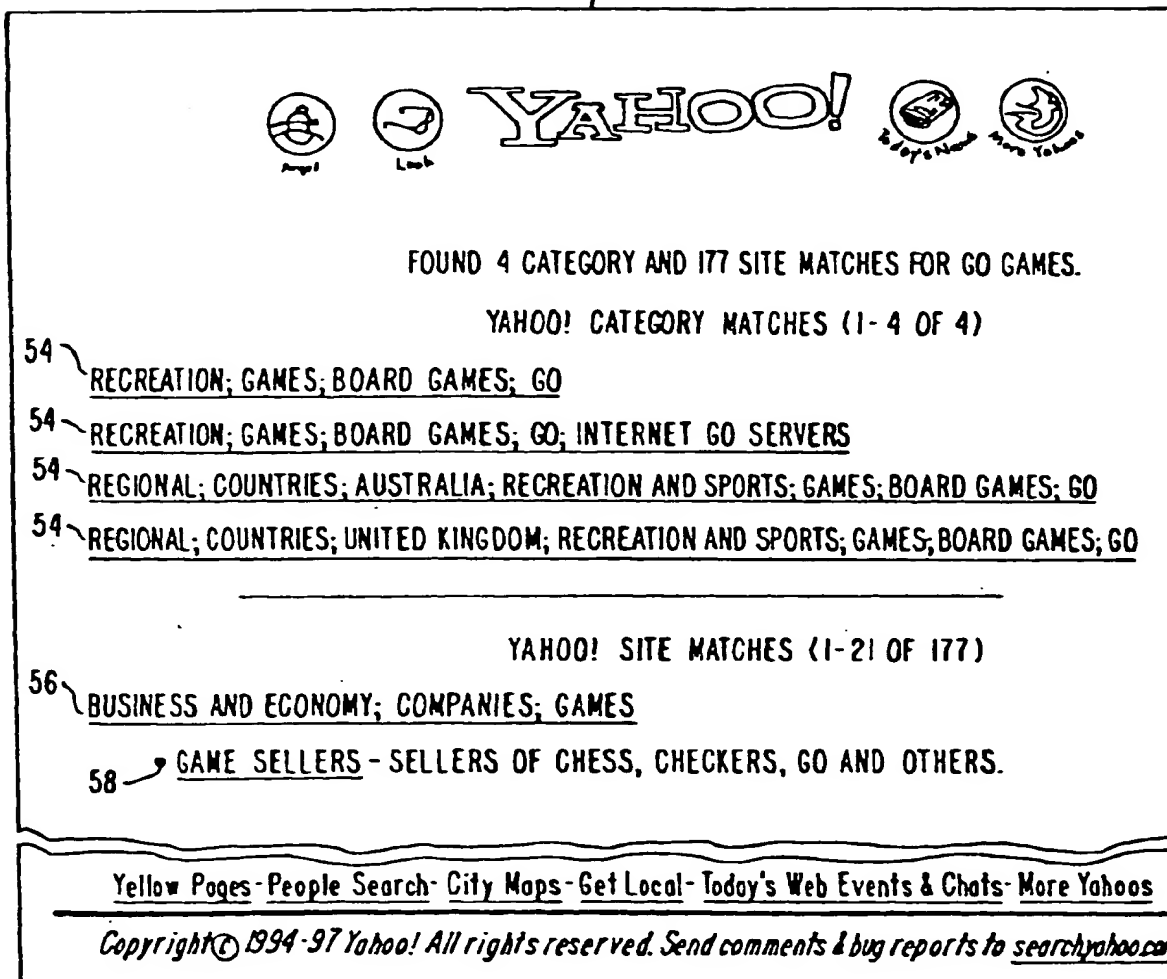 YAHOO!
Look Today's News More Yahoos
FOUND 4 CATEGORY AND 177 SITE MATCHES FOR GO GAMES.
YAHOO! CATEGORY MATCHES (1-4 OF 4)
54 RECREATION; GAMES; BOARD GAMES; GO
54 RECREATION; GAMES; BOARD GAMES; GO; INTERNET GO SERVERS
54 REGIONAL; COUNTRIES; AUSTRALIA; RECREATION AND SPORTS; GAMES; BOARD GAMES; GO
54 REGIONAL; COUNTRIES; UNITED KINGDOM; RECREATION AND SPORTS; GAMES; BOARD GAMES; GO
YAHOO! SITE MATCHES (1-21 OF 177)
56 BUSINESS AND ECONOMY; COMPANIES; GAMES
58 GAME SELLERS - SELLERS OF CHESS, CHECKERS, GO AND OTHERS.
Yellow Pages - People Search - City Maps - Get Local - Today's Web Events & Chats - More Yahoos
Copyright © 1994-97 Yahoo! All rights reserved. Send comments & bug reports to